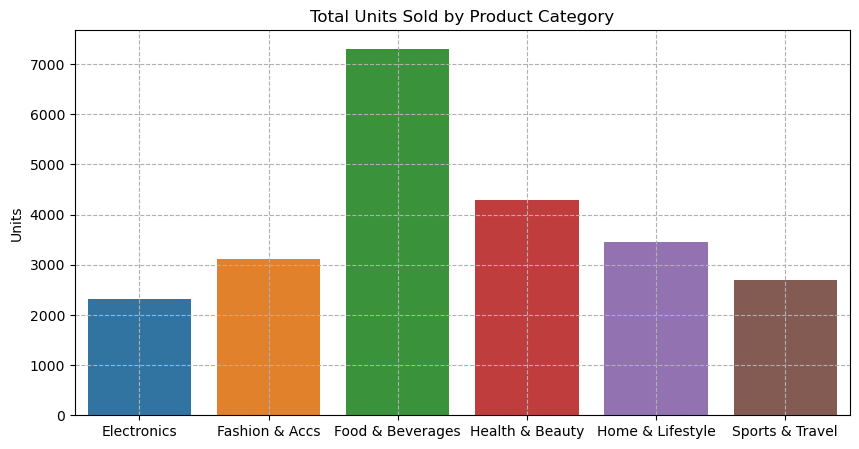 Total Units Sold by Product Category
Units
7000
6000
5000
4000
3000
2000
1000
0
Electronics Fashion & Accs Food & Beverages Health & Beauty Home & Lifestyle Sports & Travel